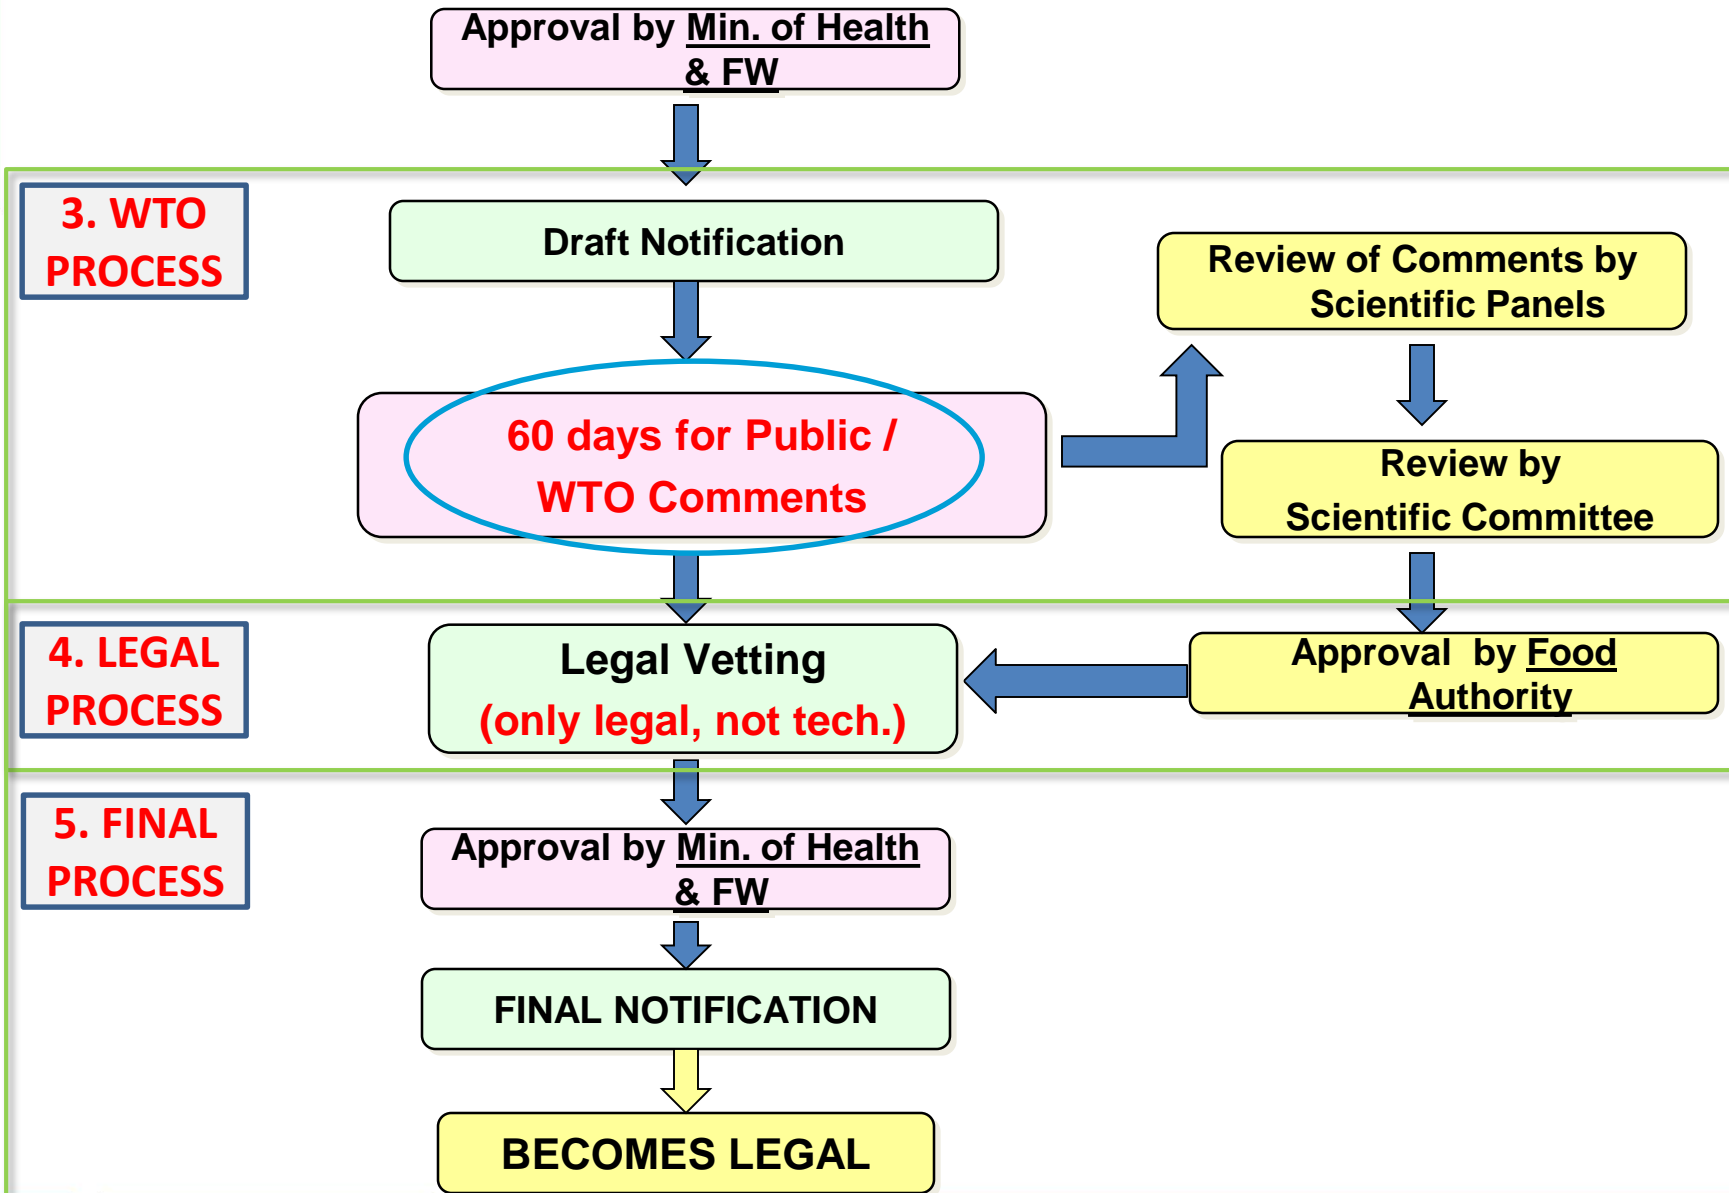 Approval by Min. of Health
& FW
3. WTO
PROCESS
Draft Notification
Review of Comments by
Scientific Panels
60 days for Public /
WTO Comments
Review by
Scientific Committee
4. LEGAL
PROCESS
Legal Vetting
(only legal, not tech.)
Approval by Food
Authority
5. FINAL
PROCESS
Approval by Min. of Health
& FW
FINAL NOTIFICATION
BECOMES LEGAL